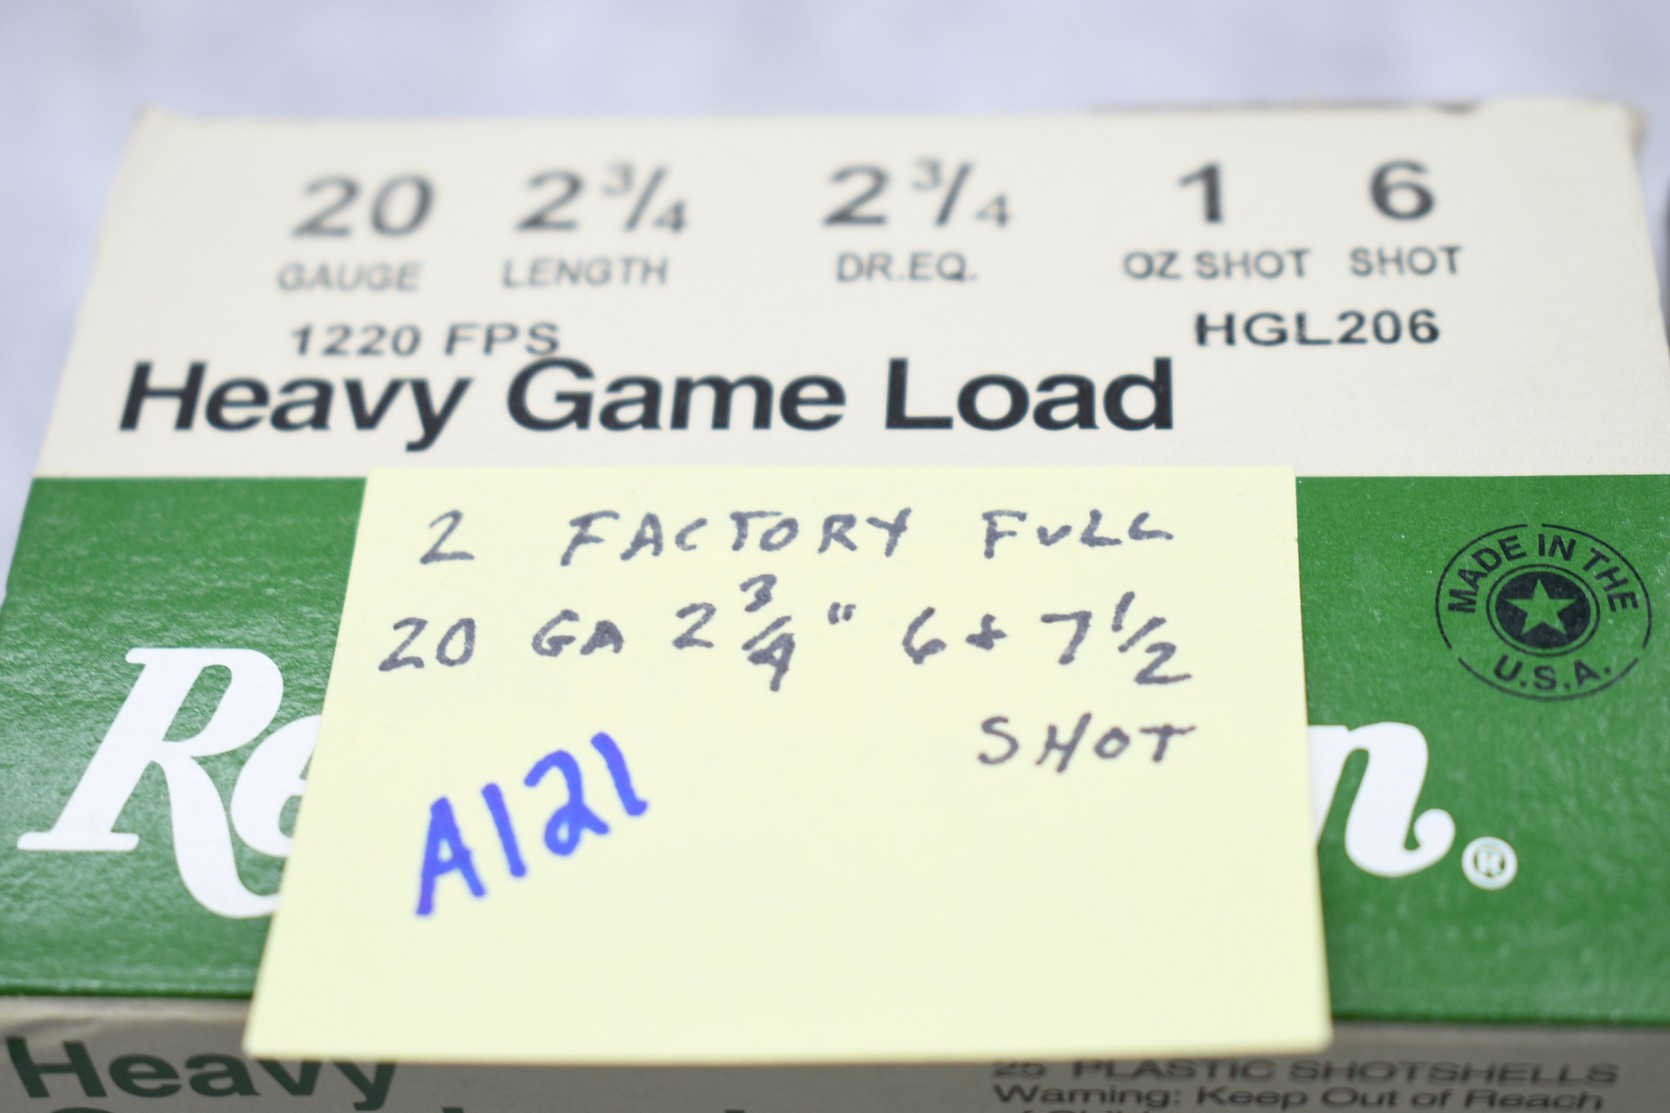 20 2 3/4 2 3/4 1 6
GAUGE LENGTH DR.EQ. OZ SHOT SHOT
1220 FPS HGL206
Heavy Game Load
2 FACTORY FULL
20 GA 2 3/4" 6 + 7 1/2
SHOT
A121
MADE IN THE
U.S.A.
®
Heavy
25 PLASTIC SHOTSHELLS
Warning: Keep Out of Reach